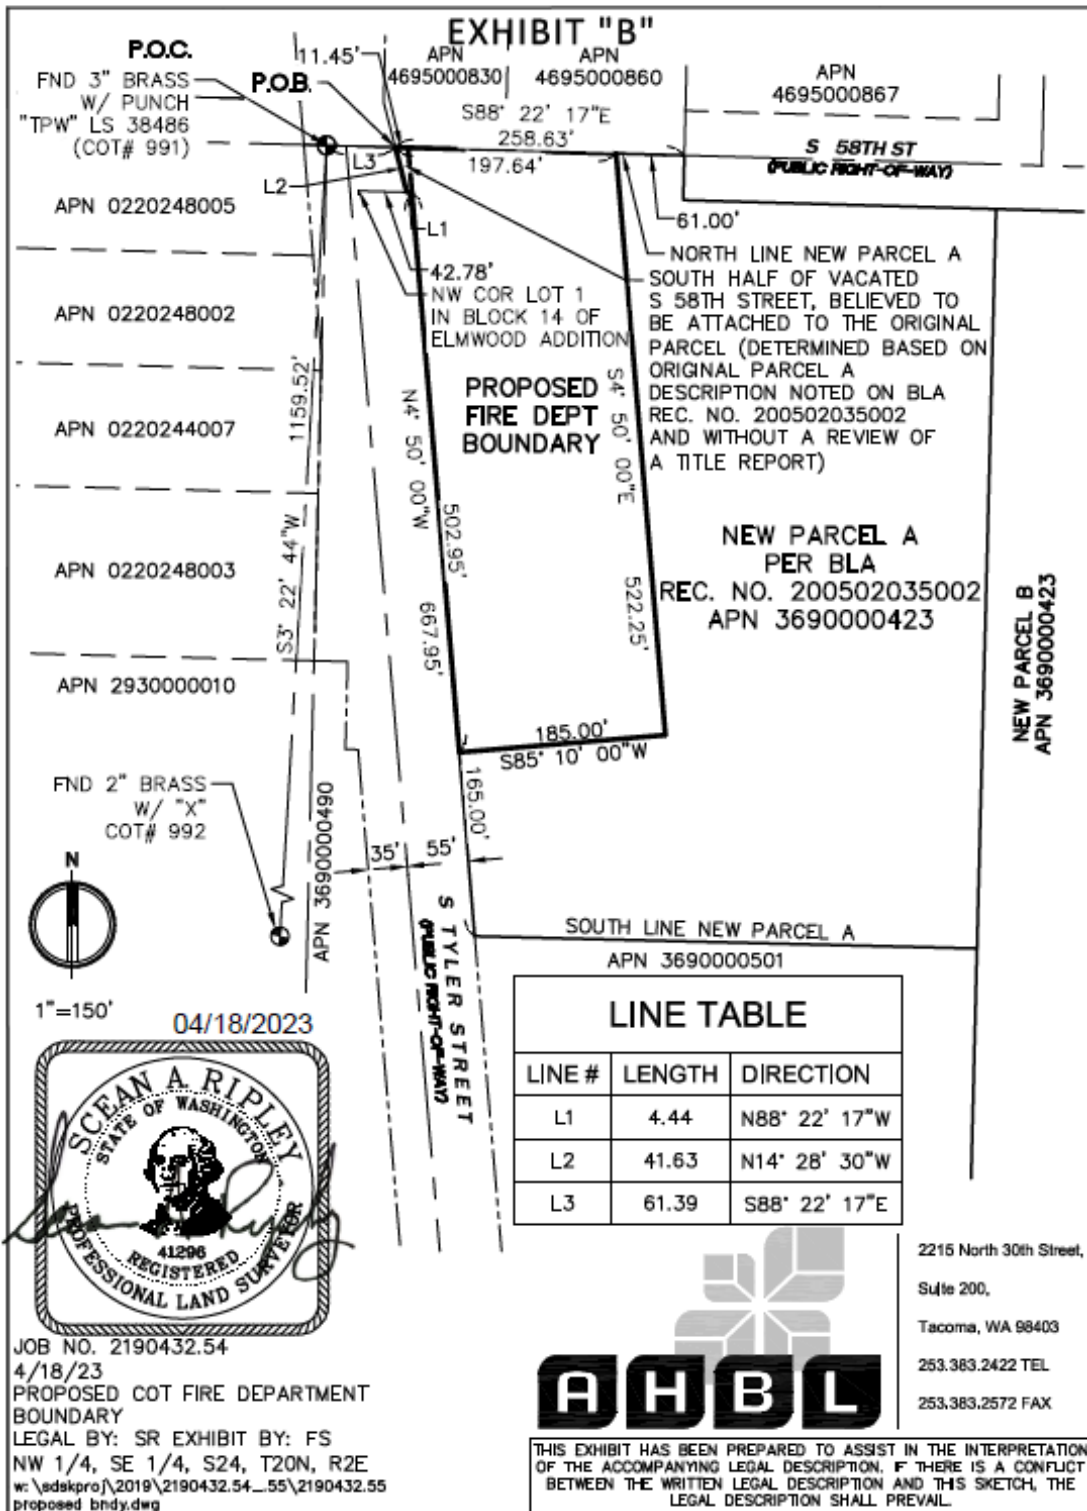 EXHIBIT "B"
P.O.C.
FND 3" BRASS
W/ PUNCH
"TPW" LS 38486
(COT# 991)
P.O.B.
11.45'
APN
4695000830
APN
4695000860
APN
4695000867
S88° 22' 17"E
258.63'
197.64'
S 58TH ST
(PUBLIC RIGHT-OF-WAY)
L3
L2
L1
61.00'
42.78'
NW COR LOT 1
IN BLOCK 14 OF
ELMWOOD ADDITION
NORTH LINE NEW PARCEL A
SOUTH HALF OF VACATED
S 58TH STREET, BELIEVED TO
BE ATTACHED TO THE ORIGINAL
PARCEL (DETERMINED BASED ON
ORIGINAL PARCEL A
DESCRIPTION NOTED ON BLA
REC. NO. 200502035002
AND WITHOUT A REVIEW OF
A TITLE REPORT)
APN 0220248005
APN 0220248002
APN 0220244007
APN 0220248003
APN 2930000010
1159.52'
S3° 22' 44"W
PROPOSED
FIRE DEPT
BOUNDARY
N4° 50' 00"W
502.95'
667.95'
S4° 50' 00"E
522.25'
NEW PARCEL A
PER BLA
REC. NO. 200502035002
APN 3690000423
NEW PARCEL B
APN 3690000423
185.00'
S85° 10' 00"W
165.00'
FND 2" BRASS
W/ "X"
COT# 992
APN 3690000490
35'
55'
S TYLER STREET
(PUBLIC RIGHT-OF-WAY)
SOUTH LINE NEW PARCEL A
APN 3690000501
N
1"=150'
04/18/2023
SCEAN A. RIPLEY
STATE OF WASHINGTON
41296
REGISTERED
PROFESSIONAL LAND SURVEYOR
LINE TABLE
LINE # LENGTH DIRECTION
L1 4.44 N88° 22' 17"W
L2 41.63 N14° 28' 30"W
L3 61.39 S88° 22' 17"E
JOB NO. 2190432.54
4/18/23
PROPOSED COT FIRE DEPARTMENT
BOUNDARY
LEGAL BY: SR EXHIBIT BY: FS
NW 1/4, SE 1/4, S24, T20N, R2E
w:\sdskproj\2019\2190432.54_.55\2190432.55
proposed bndy.dwg
AHBL
2215 North 30th Street,
Suite 200,
Tacoma, WA 98403
253.383.2422 TEL
253.383.2572 FAX
THIS EXHIBIT HAS BEEN PREPARED TO ASSIST IN THE INTERPRETATION
OF THE ACCOMPANYING LEGAL DESCRIPTION. IF THERE IS A CONFLICT
BETWEEN THE WRITTEN LEGAL DESCRIPTION AND THIS SKETCH, THE
LEGAL DESCRIPTION SHALL PREVAIL.